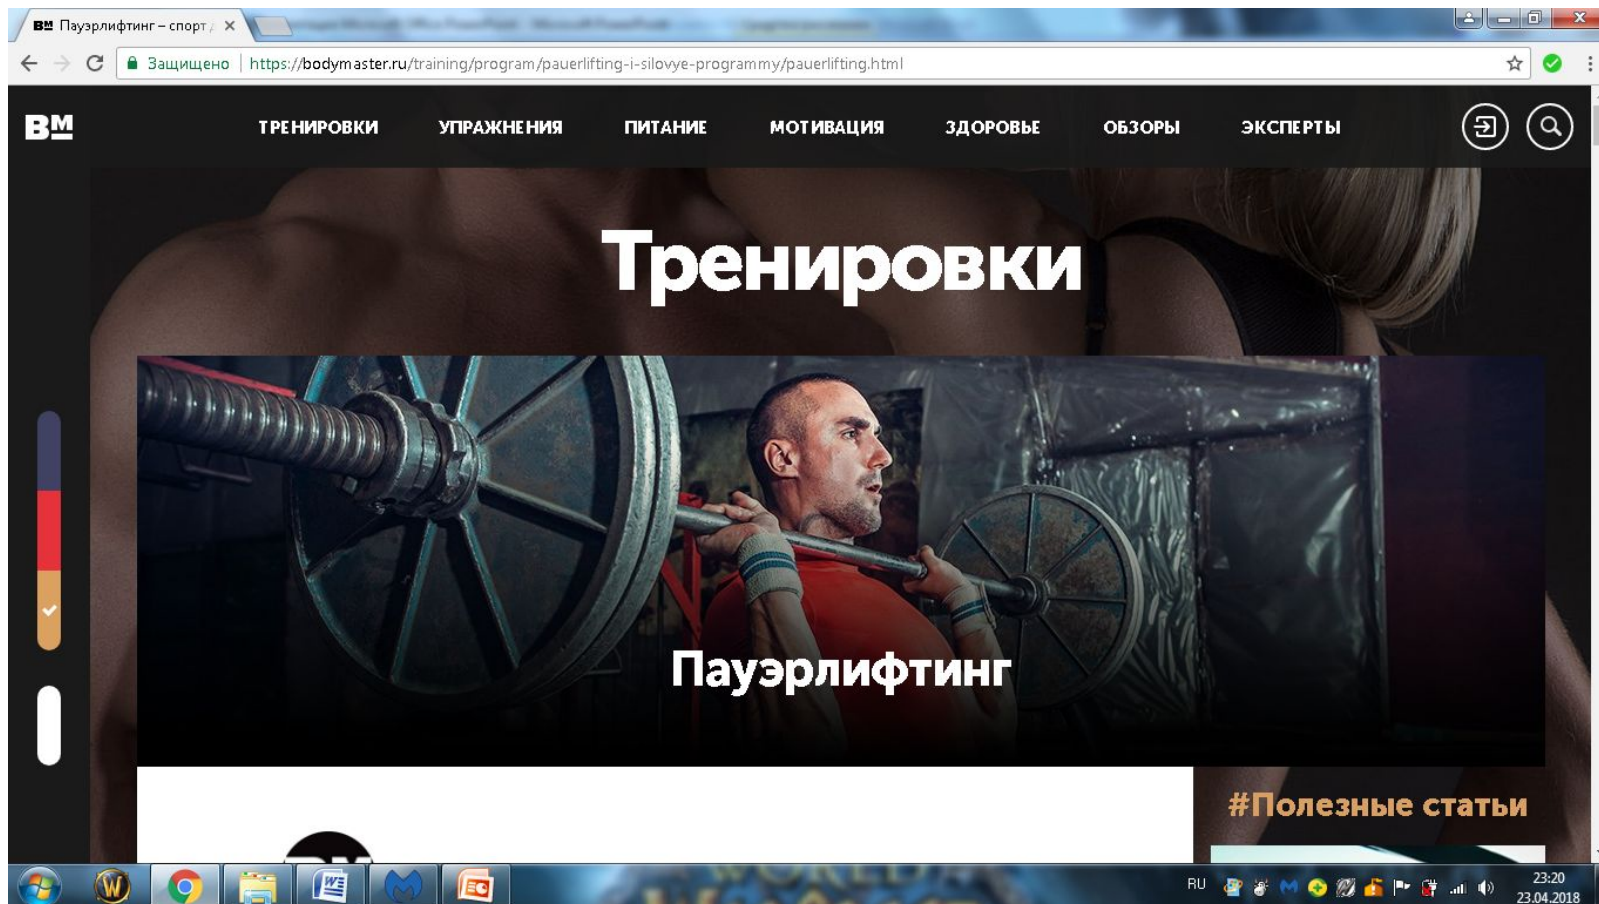 BM Пауэрлифтинг – спорт д
Защищено https://bodymaster.ru/training/program/pauerlifting-i-silovye-programmy/pauerlifting.html
BM ТРЕНИРОВКИ УПРАЖНЕНИЯ ПИТАНИЕ МОТИВАЦИЯ ЗДОРОВЬЕ ОБЗОРЫ ЭКСПЕРТЫ
Тренировки
Пауэрлифтинг
#Полезные статьи
RU 23:20
23.04.2018